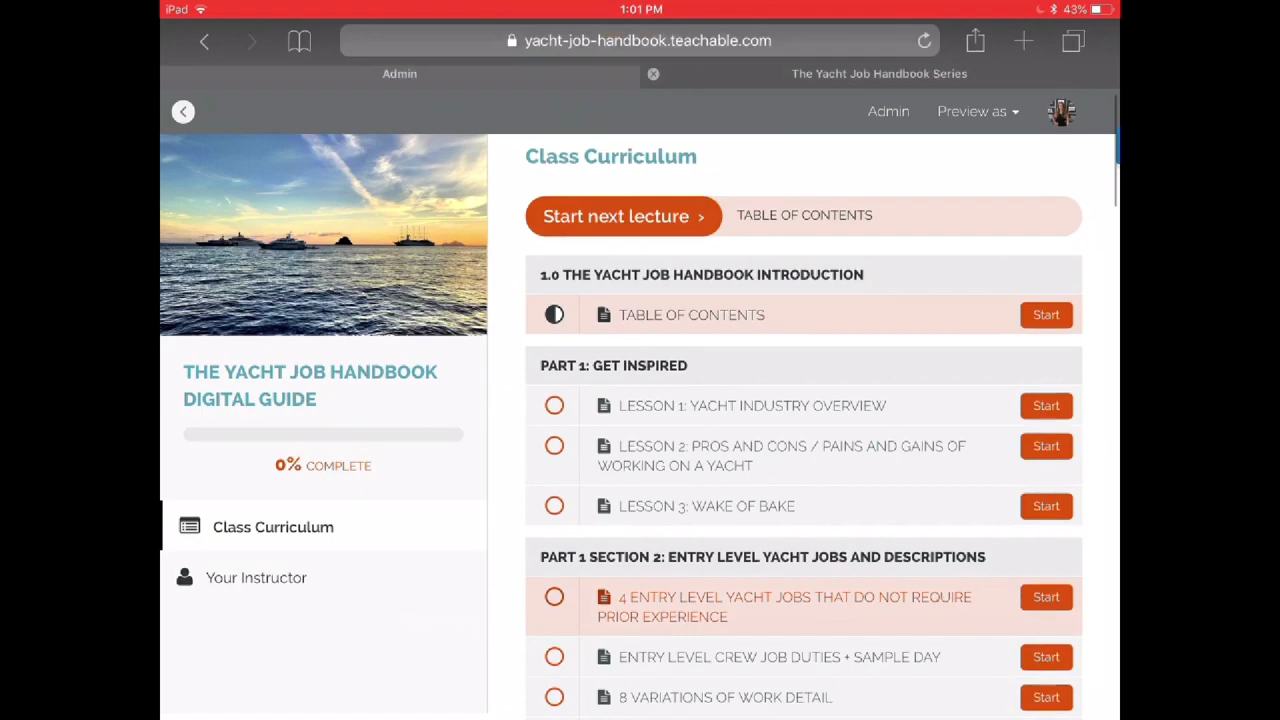 iPad
1:01 PM
43%
yacht-job-handbook.teachable.com
Admin
The Yacht Job Handbook Series
Admin
Preview as
THE YACHT JOB HANDBOOK
DIGITAL GUIDE
0% COMPLETE
Class Curriculum
Your Instructor
Class Curriculum
Start next lecture ›
TABLE OF CONTENTS
1.0 THE YACHT JOB HANDBOOK INTRODUCTION
TABLE OF CONTENTS
Start
PART 1: GET INSPIRED
LESSON 1: YACHT INDUSTRY OVERVIEW
Start
LESSON 2: PROS AND CONS / PAINS AND GAINS OF
WORKING ON A YACHT
Start
LESSON 3: WAKE OF BAKE
Start
PART 1 SECTION 2: ENTRY LEVEL YACHT JOBS AND DESCRIPTIONS
4 ENTRY LEVEL YACHT JOBS THAT DO NOT REQUIRE
PRIOR EXPERIENCE
Start
ENTRY LEVEL CREW JOB DUTIES + SAMPLE DAY
Start
8 VARIATIONS OF WORK DETAIL
Start